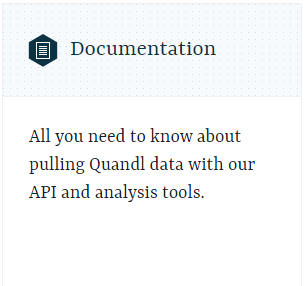 Documentation
All you need to know about
pulling Quandl data with our
API and analysis tools.